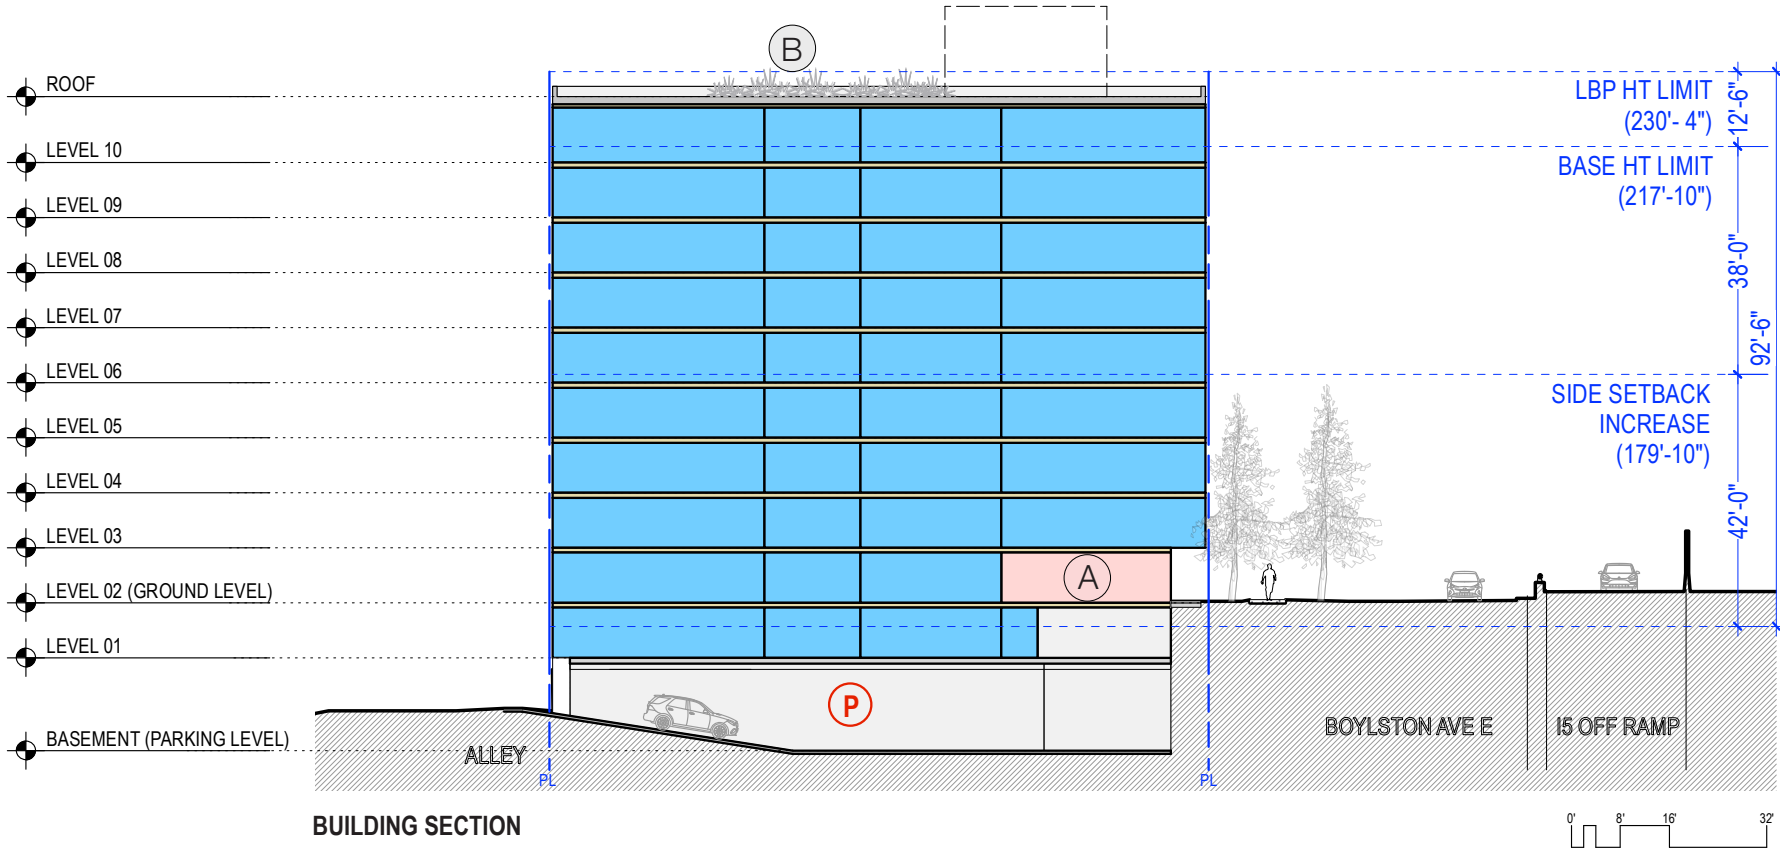 B
ROOF
LEVEL 10
LEVEL 09
LEVEL 08
LEVEL 07
LEVEL 06
LEVEL 05
LEVEL 04
LEVEL 03
LEVEL 02 (GROUND LEVEL)
LEVEL 01
BASEMENT (PARKING LEVEL)
A
P
ALLEY
PL
PL
BOYLSTON AVE E
I5 OFF RAMP
LBP HT LIMIT
(230'- 4")
BASE HT LIMIT
(217'-10")
SIDE SETBACK
INCREASE
(179'-10")
12'-6"
38'-0"
92'-6"
42'-0"
BUILDING SECTION
0' 8' 16' 32'